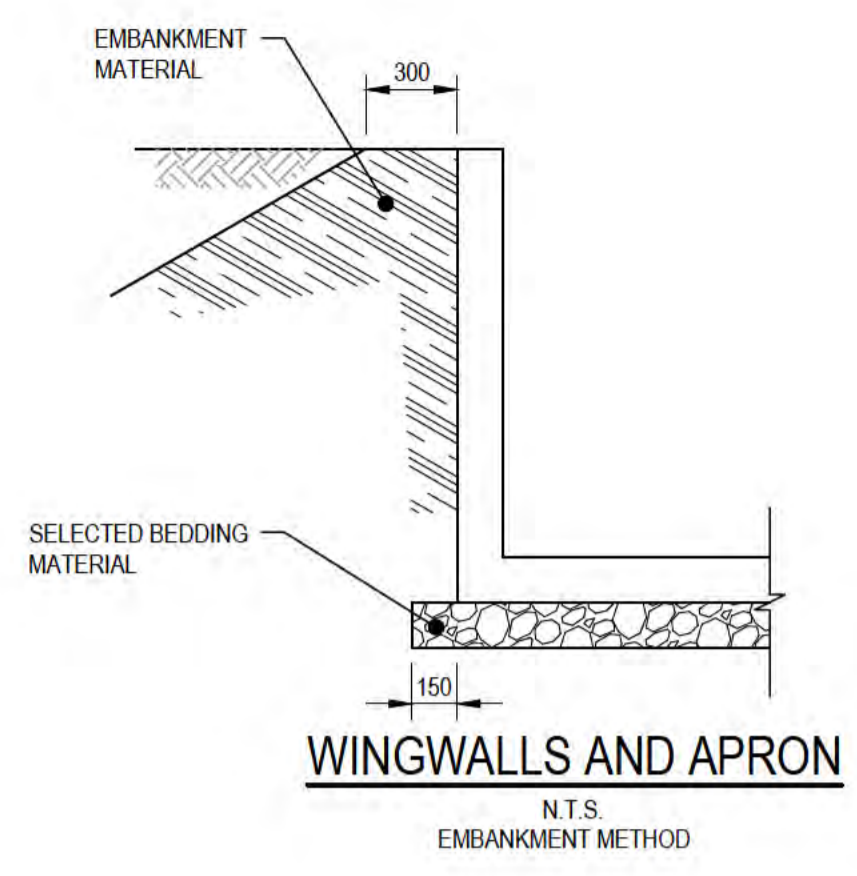 EMBANKMENT
MATERIAL
300
SELECTED BEDDING
MATERIAL
150
WINGWALLS AND APRON
N.T.S.
EMBANKMENT METHOD